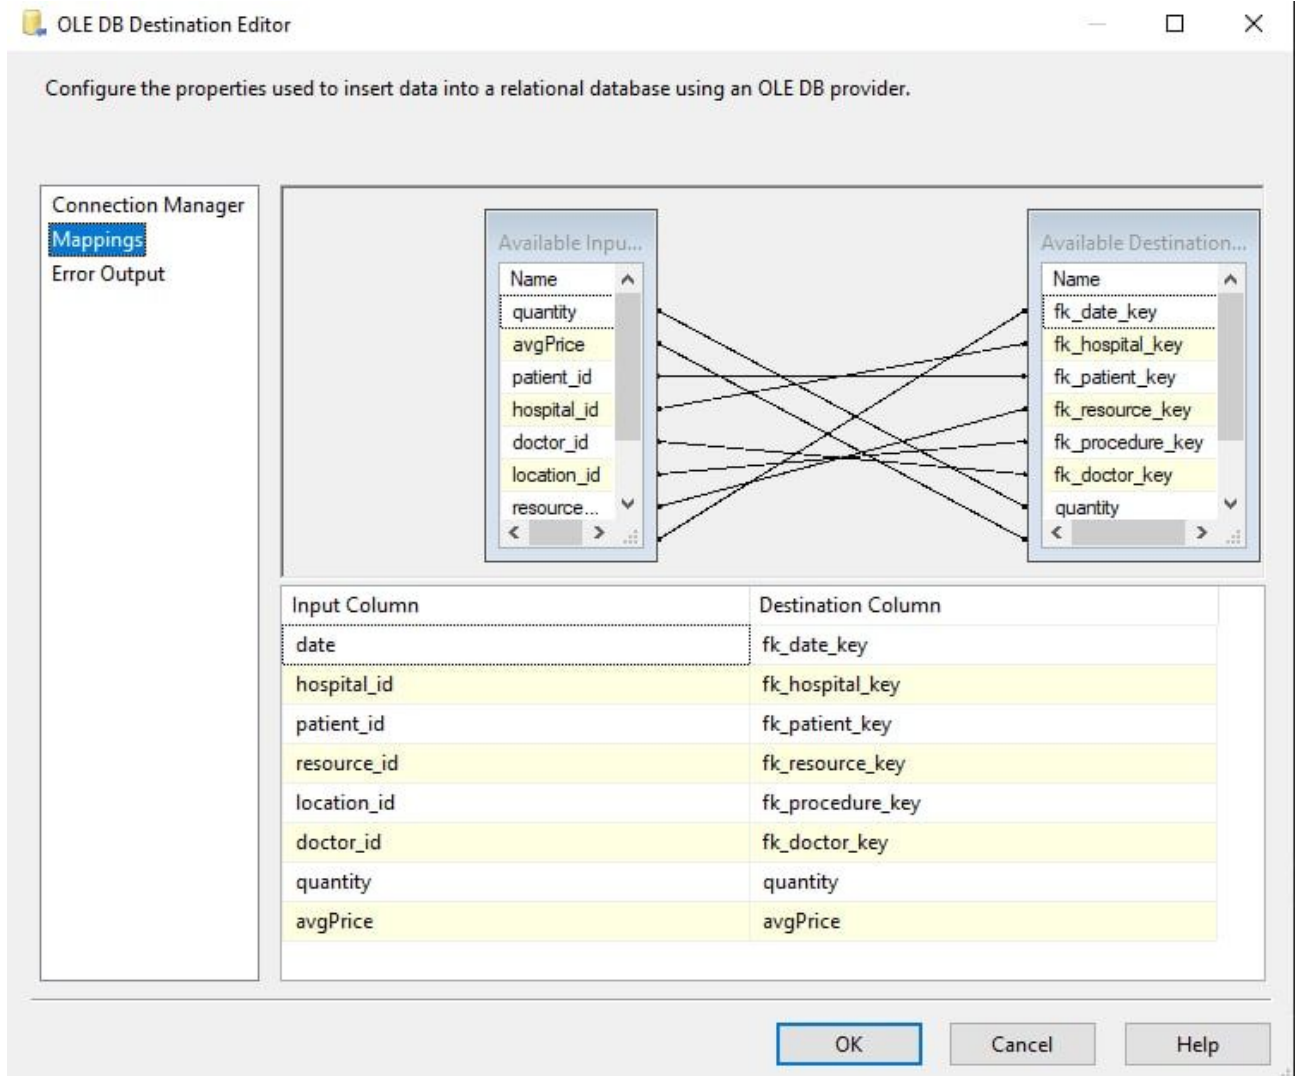 OLE DB Destination Editor
Configure the properties used to insert data into a relational database using an OLE DB provider.
Connection Manager
Mappings
Error Output
Available Inpu...
Name
quantity
avgPrice
patient_id
hospital_id
doctor_id
location_id
resource...
Available Destination...
Name
fk_date_key
fk_hospital_key
fk_patient_key
fk_resource_key
fk_procedure_key
fk_doctor_key
quantity
Input Column Destination Column
date fk_date_key
hospital_id fk_hospital_key
patient_id fk_patient_key
resource_id fk_resource_key
location_id fk_procedure_key
doctor_id fk_doctor_key
quantity quantity
avgPrice avgPrice
OK Cancel Help